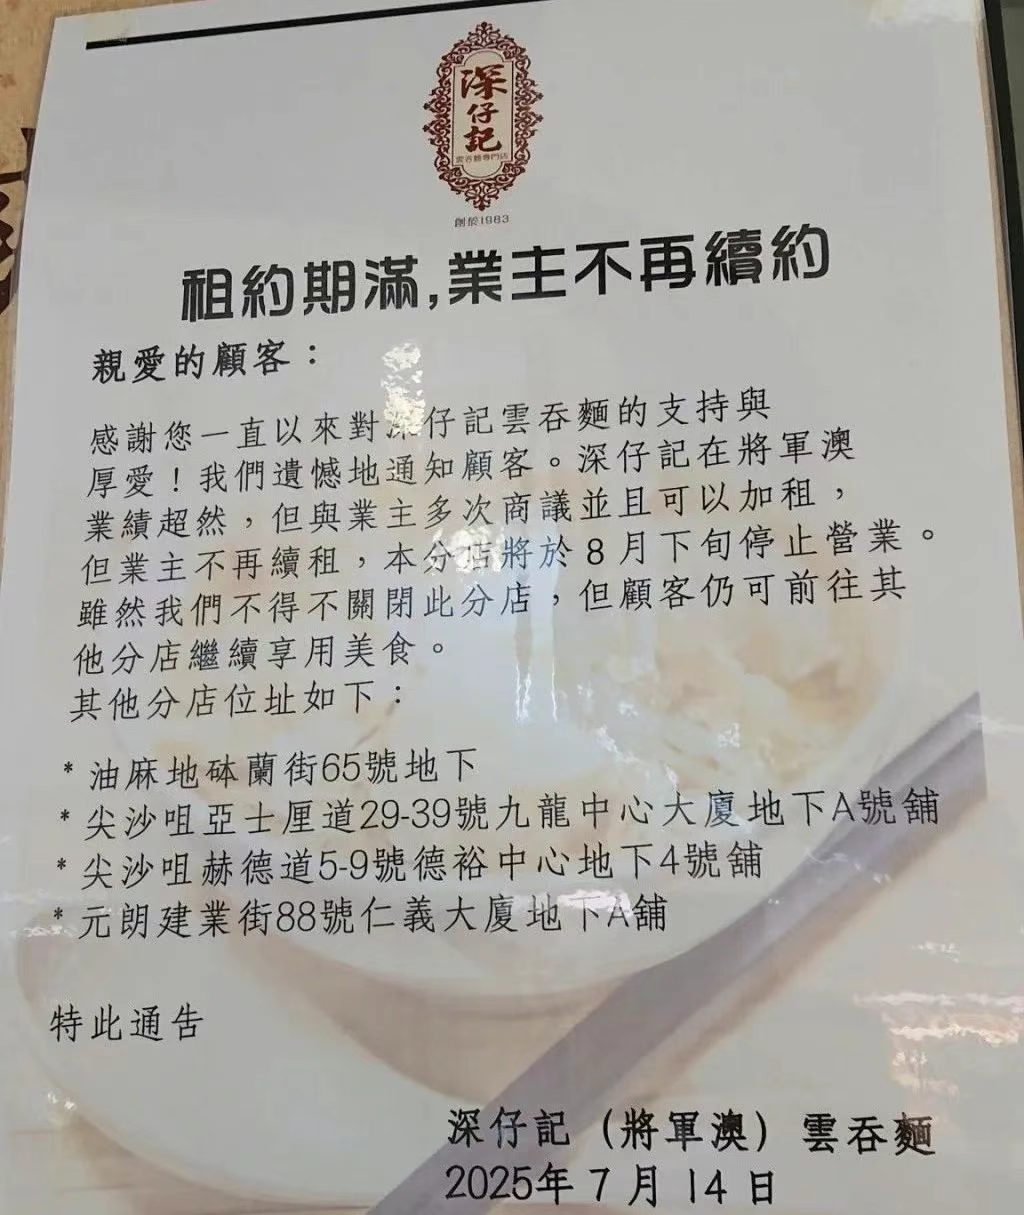 深仔記
雲吞麵專門店
創於1983
租約期滿,業主不再續約
親愛的顧客：
感謝您一直以來對深仔記雲吞麵的支持與
厚愛！我們遺憾地通知顧客。深仔記在將軍澳
業績超然，但與業主多次商議並且可以加租，
但業主不再續租，本分店將於8月下旬停止營業。
雖然我們不得不關閉此分店，但顧客仍可前往其
他分店繼續享用美食。
其他分店位址如下：
* 油麻地砵蘭街65號地下
* 尖沙咀亞士厘道29-39號九龍中心大廈地下A號舖
* 尖沙咀赫德道5-9號德裕中心地下4號舖
* 元朗建業街88號仁義大廈地下A舖
特此通告
深仔記（將軍澳）雲吞麵
2025年7月14日